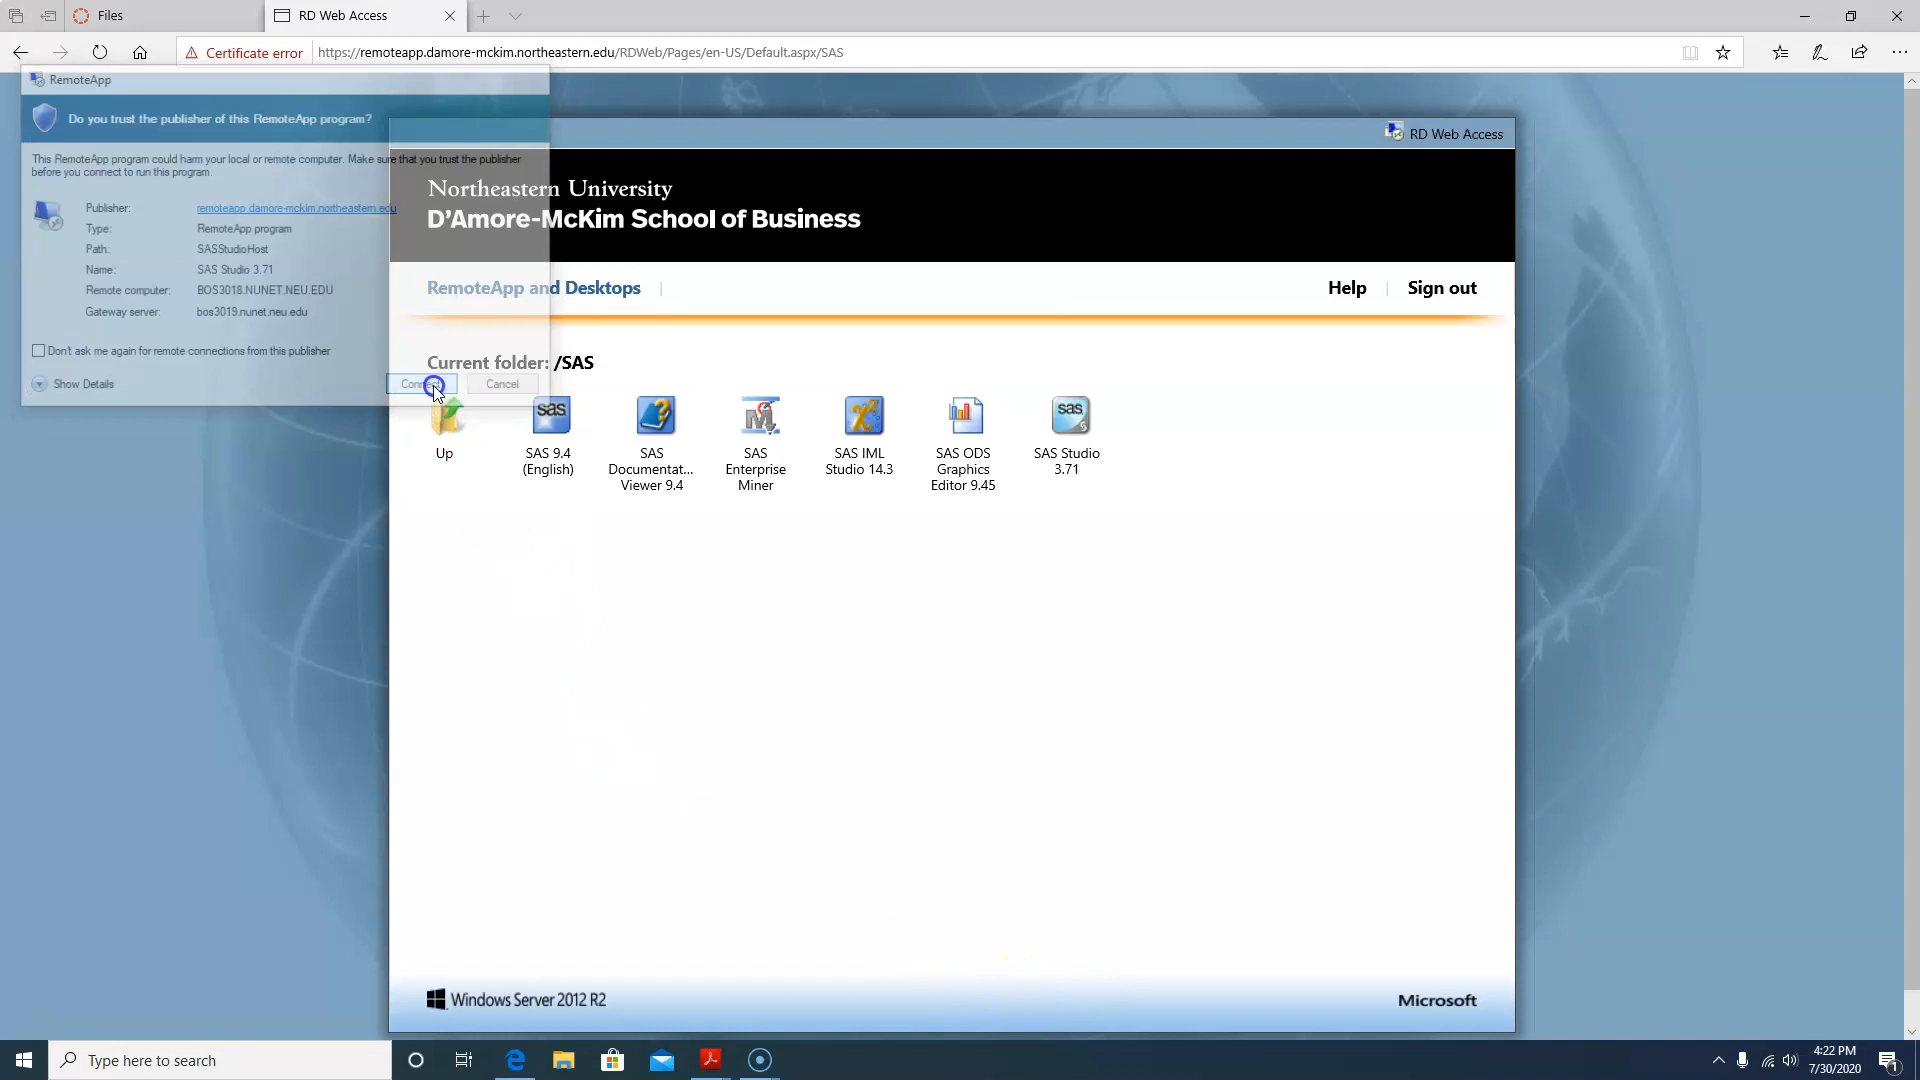 Files
RD Web Access
Certificate error
https://remoteapp.damore-mckim.northeastern.edu/RDWeb/Pages/en-US/Default.aspx/SAS
RemoteApp
Do you trust the publisher of this RemoteApp program?
This RemoteApp program could harm your local or remote computer. Make sure that you trust the publisher
before you connect to run this program.
Publisher: remoteapp.damore-mckim.northeastern.edu
Type: RemoteApp program
Path: SASStudioHost
Name: SAS Studio 3.71
Remote computer: BOS3018.NUNET.NEU.EDU
Gateway server: bos3019.nunet.neu.edu
Don't ask me again for remote connections from this publisher
Show Details
Cancel
RD Web Access
Northeastern University
D'Amore-McKim School of Business
RemoteApp and Desktops
Help
Sign out
Current folder: /SAS
Up
SAS 9.4
(English)
SAS
Documentat...
Viewer 9.4
SAS
Enterprise
Miner
SAS IML
Studio 14.3
SAS ODS
Graphics
Editor 9.45
SAS Studio
3.71
Windows Server 2012 R2
Microsoft
Type here to search
4:22 PM
7/30/2020